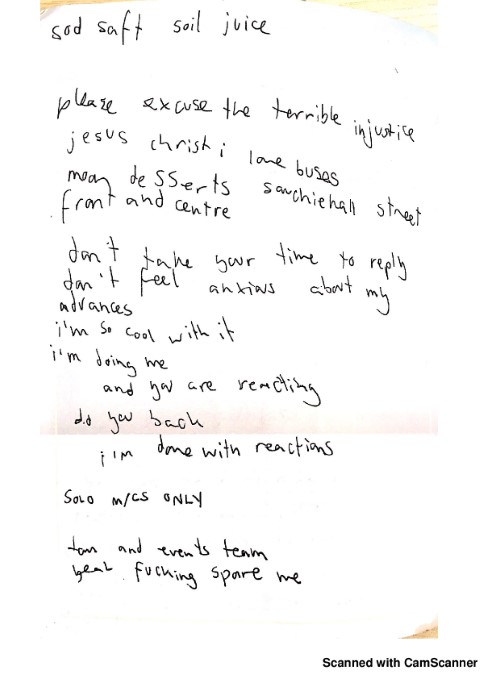 sod saft soil juice
please excuse the terrible injustice
jesus christ i love buses
moan desserts sauchiehall street
front and centre
don't take your time to reply
don't feel anxious about my
advances
i'm so cool with it
i'm doing me
and you are reacting
do you back
i'm done with reactions
SOLO M/CS ONLY
tom and events team
yeah fucking spare me
Scanned with CamScanner